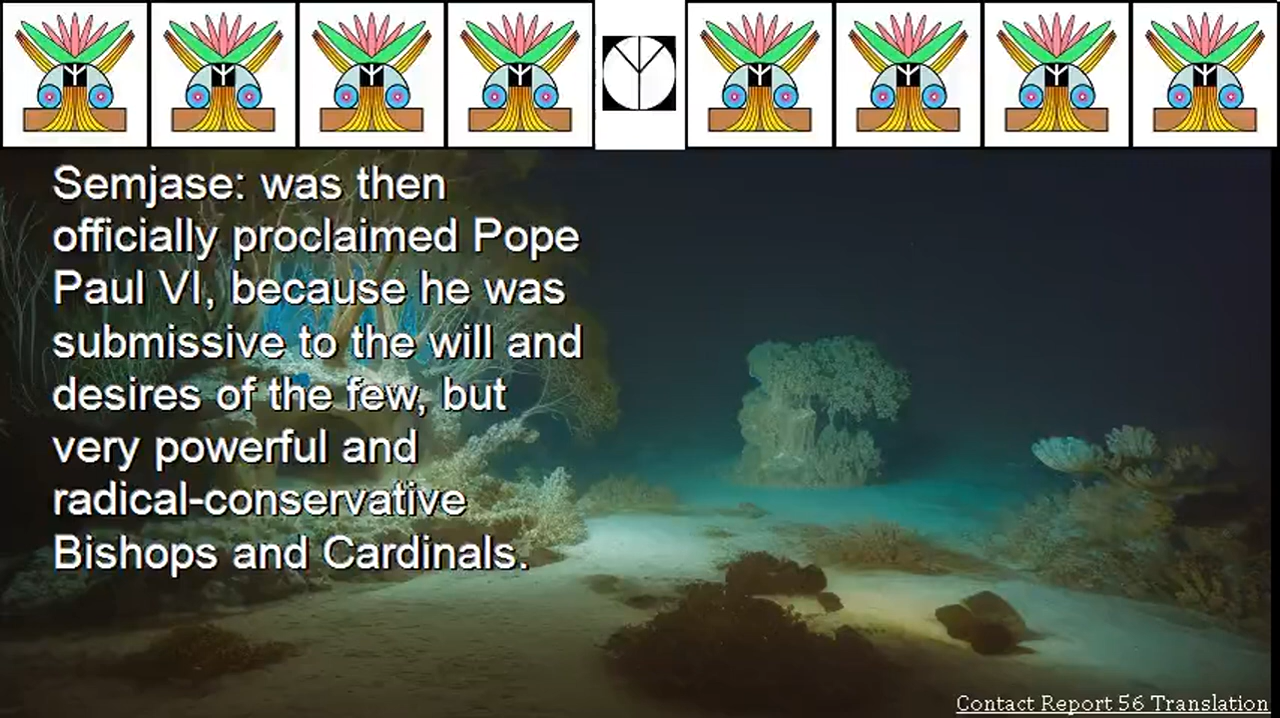 Semjase: was then
officially proclaimed Pope
Paul VI, because he was
submissive to the will and
desires of the few, but
very powerful and
radical-conservative
Bishops and Cardinals.
Contact Report 56 Translation